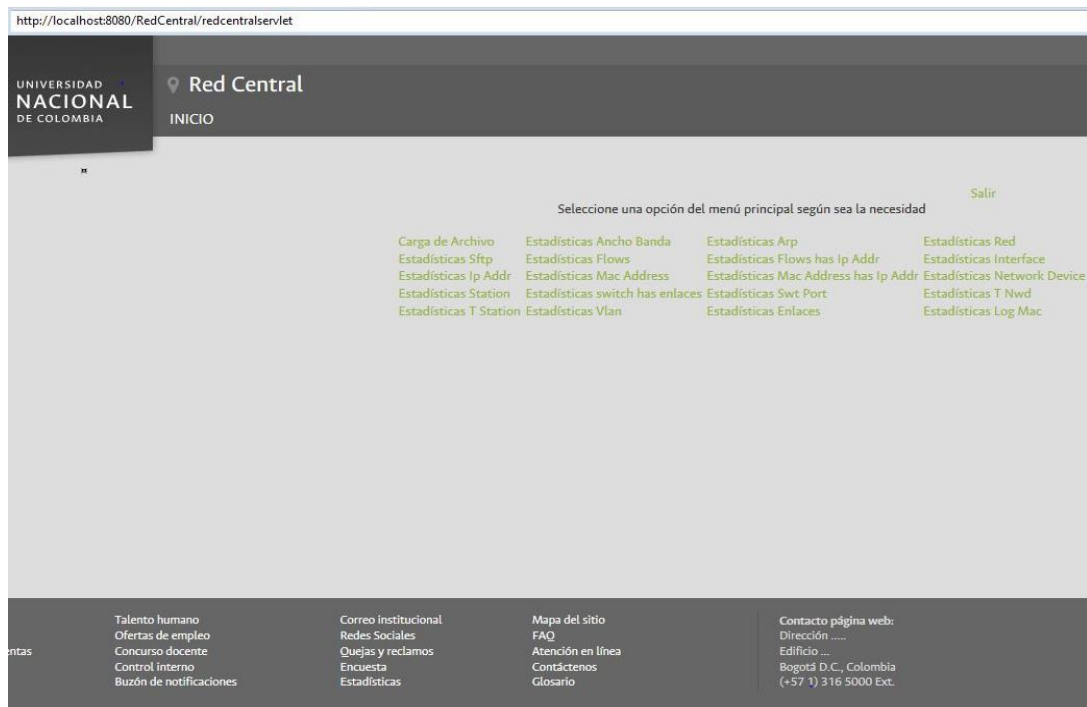 http://localhost:8080/RedCentral/redcentralservlet
UNIVERSIDAD
NACIONAL
DE COLOMBIA
Red Central
INICIO
Salir
Seleccione una opción del menú principal según sea la necesidad
Carga de Archivo Estadísticas Ancho Banda Estadísticas Arp Estadísticas Red
Estadísticas Sftp Estadísticas Flows Estadísticas Flows has Ip Addr Estadísticas Interface
Estadísticas Ip Addr Estadísticas Mac Address Estadísticas Mac Address has Ip Addr Estadísticas Network Device
Estadísticas Station Estadísticas switch has enlaces Estadísticas Swt Port Estadísticas T Nwd
Estadísticas T Station Estadísticas Vlan Estadísticas Enlaces Estadísticas Log Mac
Talento humano Correo institucional Mapa del sitio Contacto página web:
Ofertas de empleo Redes Sociales FAQ Dirección .....
entas Concurso docente Quejas y reclamos Atención en línea Edificio ...
Control interno Encuesta Contáctenos Bogotá D.C., Colombia
Buzón de notificaciones Estadísticas Glosario (+57 1) 316 5000 Ext.